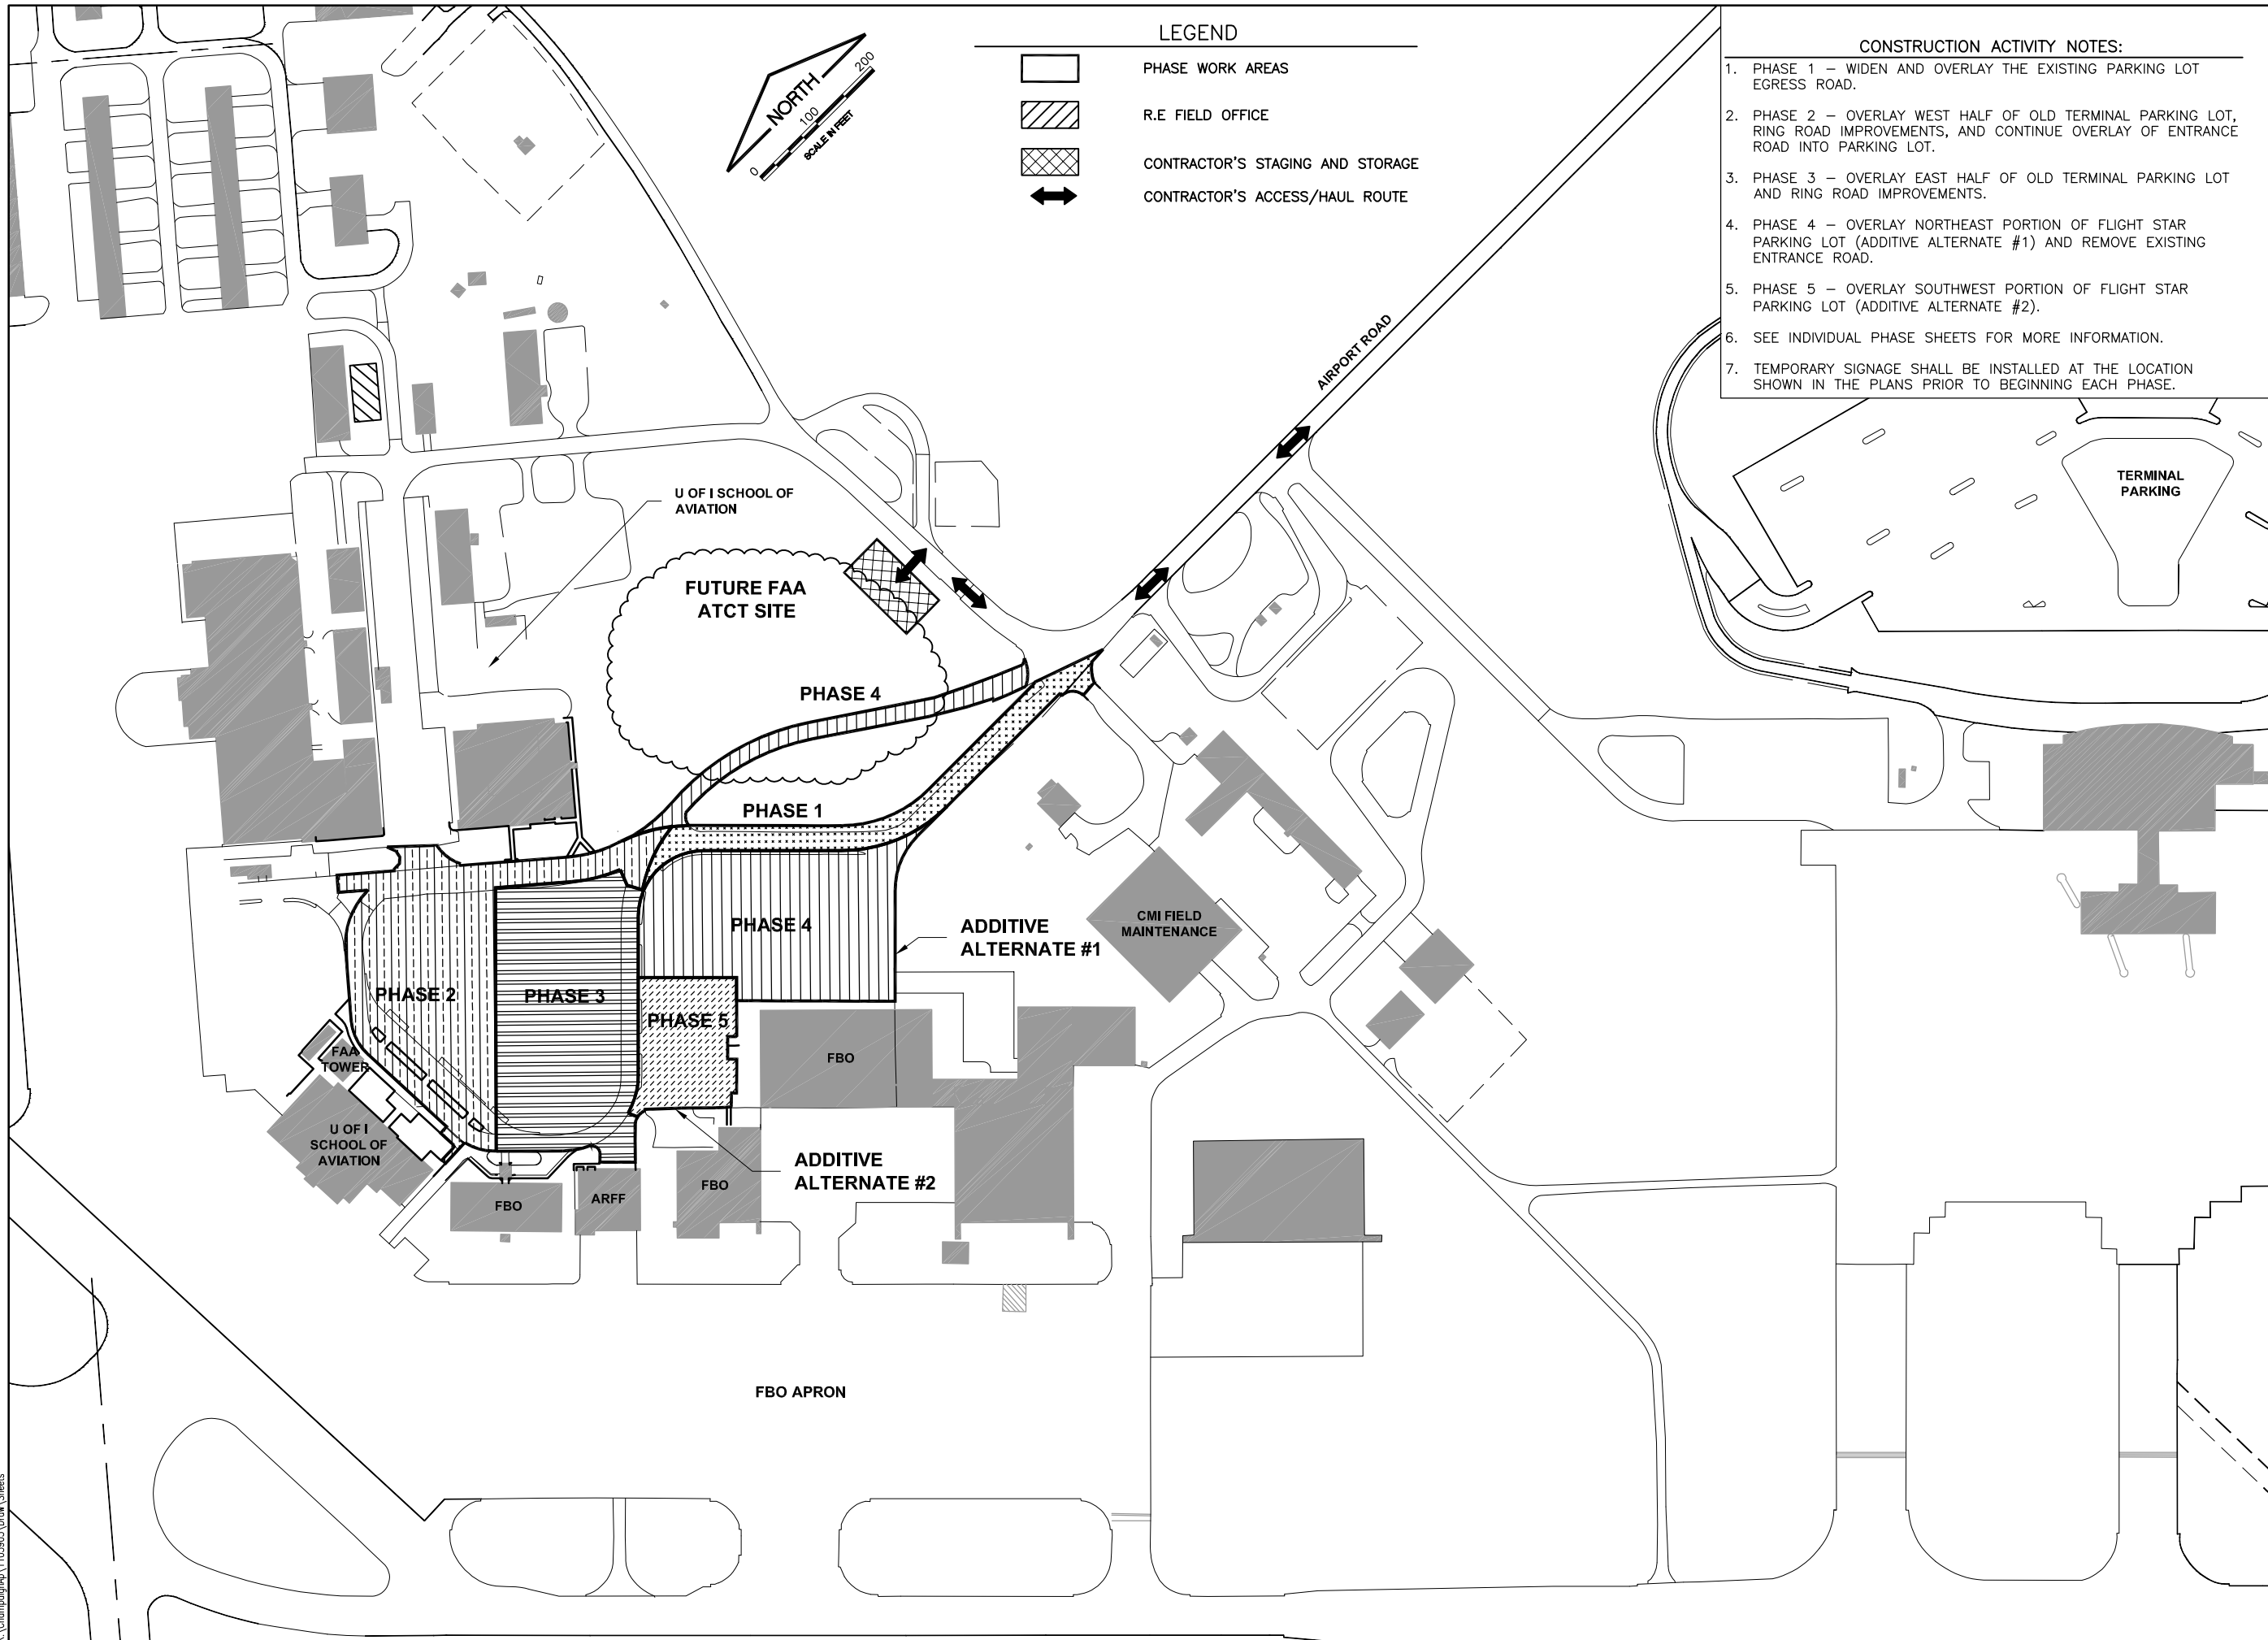 LEGEND
PHASE WORK AREAS
R.E FIELD OFFICE
CONTRACTOR'S STAGING AND STORAGE
CONTRACTOR'S ACCESS/HAUL ROUTE
NORTH
0
100
200
SCALE IN FEET
CONSTRUCTION ACTIVITY NOTES:
1. PHASE 1 – WIDEN AND OVERLAY THE EXISTING PARKING LOT
EGRESS ROAD.
2. PHASE 2 – OVERLAY WEST HALF OF OLD TERMINAL PARKING LOT,
RING ROAD IMPROVEMENTS, AND CONTINUE OVERLAY OF ENTRANCE
ROAD INTO PARKING LOT.
3. PHASE 3 – OVERLAY EAST HALF OF OLD TERMINAL PARKING LOT
AND RING ROAD IMPROVEMENTS.
4. PHASE 4 – OVERLAY NORTHEAST PORTION OF FLIGHT STAR
PARKING LOT (ADDITIVE ALTERNATE #1) AND REMOVE EXISTING
ENTRANCE ROAD.
5. PHASE 5 – OVERLAY SOUTHWEST PORTION OF FLIGHT STAR
PARKING LOT (ADDITIVE ALTERNATE #2).
6. SEE INDIVIDUAL PHASE SHEETS FOR MORE INFORMATION.
7. TEMPORARY SIGNAGE SHALL BE INSTALLED AT THE LOCATION
SHOWN IN THE PLANS PRIOR TO BEGINNING EACH PHASE.
AIRPORT ROAD
TERMINAL
PARKING
U OF I SCHOOL OF
AVIATION
FUTURE FAA
ATCT SITE
PHASE 4
PHASE 1
PHASE 4
ADDITIVE
ALTERNATE #1
CMI FIELD
MAINTENANCE
PHASE 2
PHASE 3
PHASE 5
FBO
FAA
TOWER
U OF I
SCHOOL OF
AVIATION
ADDITIVE
ALTERNATE #2
FBO
ARFF
FBO
FBO APRON